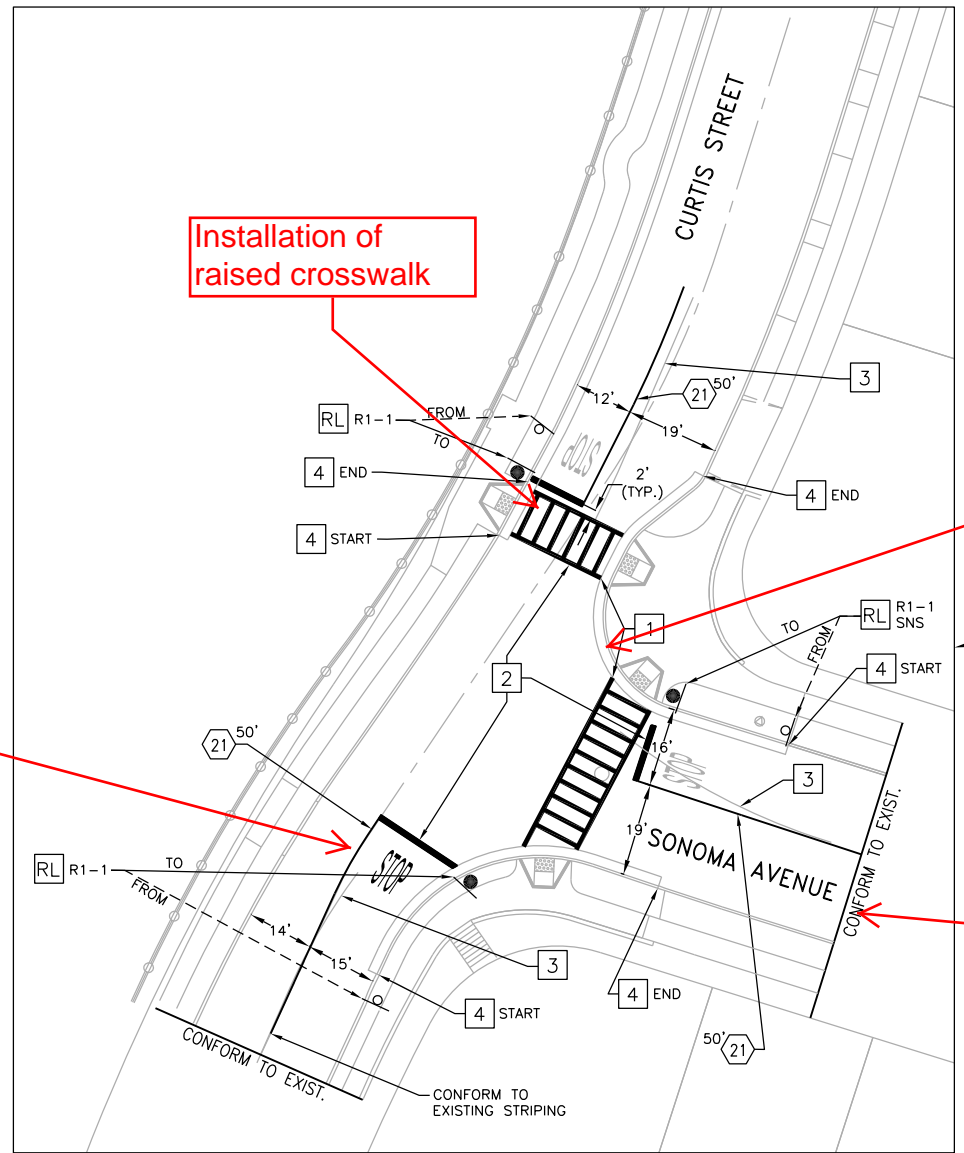 CURTIS STREET
Installation of
raised crosswalk
3
21 50'
12'
19'
RL R1-1
FROM
TO
STOP
4 END
2'
(TYP.)
4 END
4 START
1
RL R1-1
SNS
TO
FROM
4 START
2
16'
STOP
3
21 50'
19'
SONOMA AVENUE
CONFORM TO EXIST.
STOP
RL R1-1
TO
FROM
14'
15'
3
4 END
4 START
50' 21
CONFORM TO EXIST.
CONFORM TO
EXISTING STRIPING